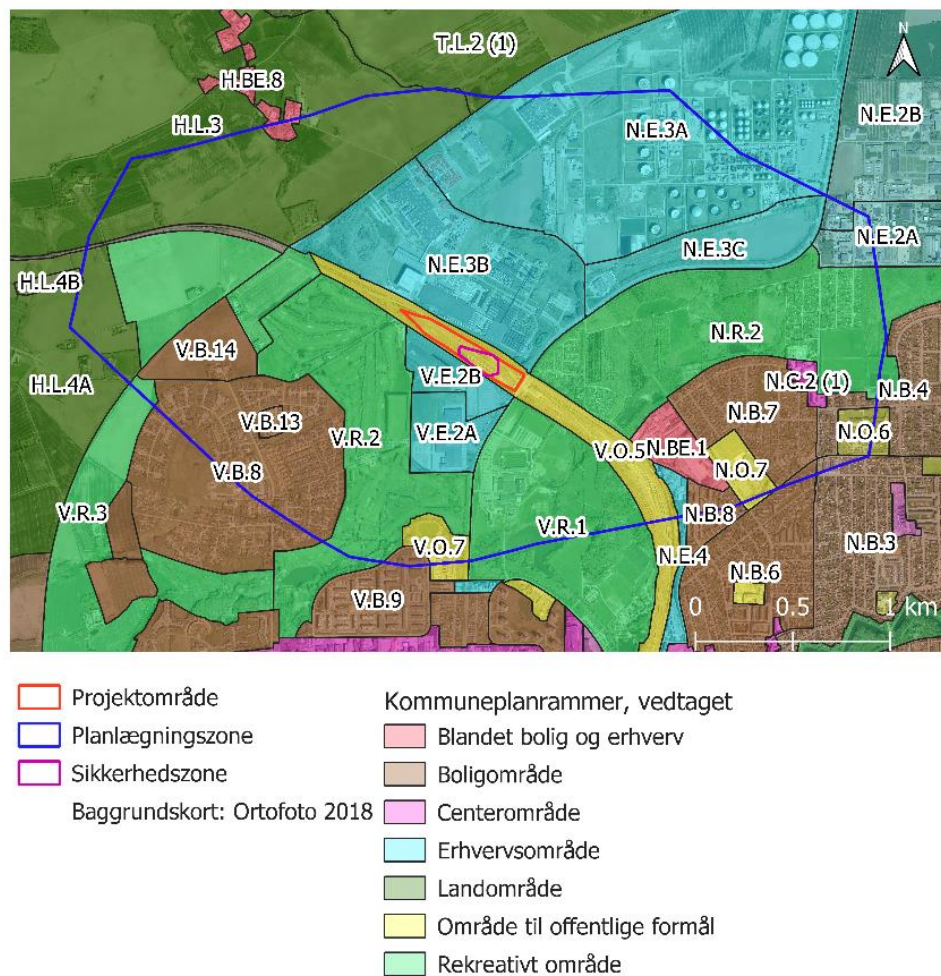 T.L.2 (1)
N
H.BE.8
H.L.3
N.E.3A
N.E.2B
N.E.2A
N.E.3C
N.E.3B
H.L.4B
N.R.2
V.B.14
V.E.2B
H.L.4A
N.C.2 (1)
N.B.4
N.B.7
V.B.13
N.O.6
V.E.2A
V.R.2
V.O.5
N.BE.1
V.B.8
N.O.7
V.R.3
N.B.8
V.R.1
V.O.7
N.E.4
N.B.3
N.B.6
V.B.9
0 0.5 1 km
Projektområde
Planlægningszone
Sikkerhedszone
Baggrundskort: Ortofoto 2018
Kommuneplanrammer, vedtaget
Blandet bolig og erhverv
Boligområde
Centerområde
Erhvervsområde
Landområde
Område til offentlige formål
Rekreativt område